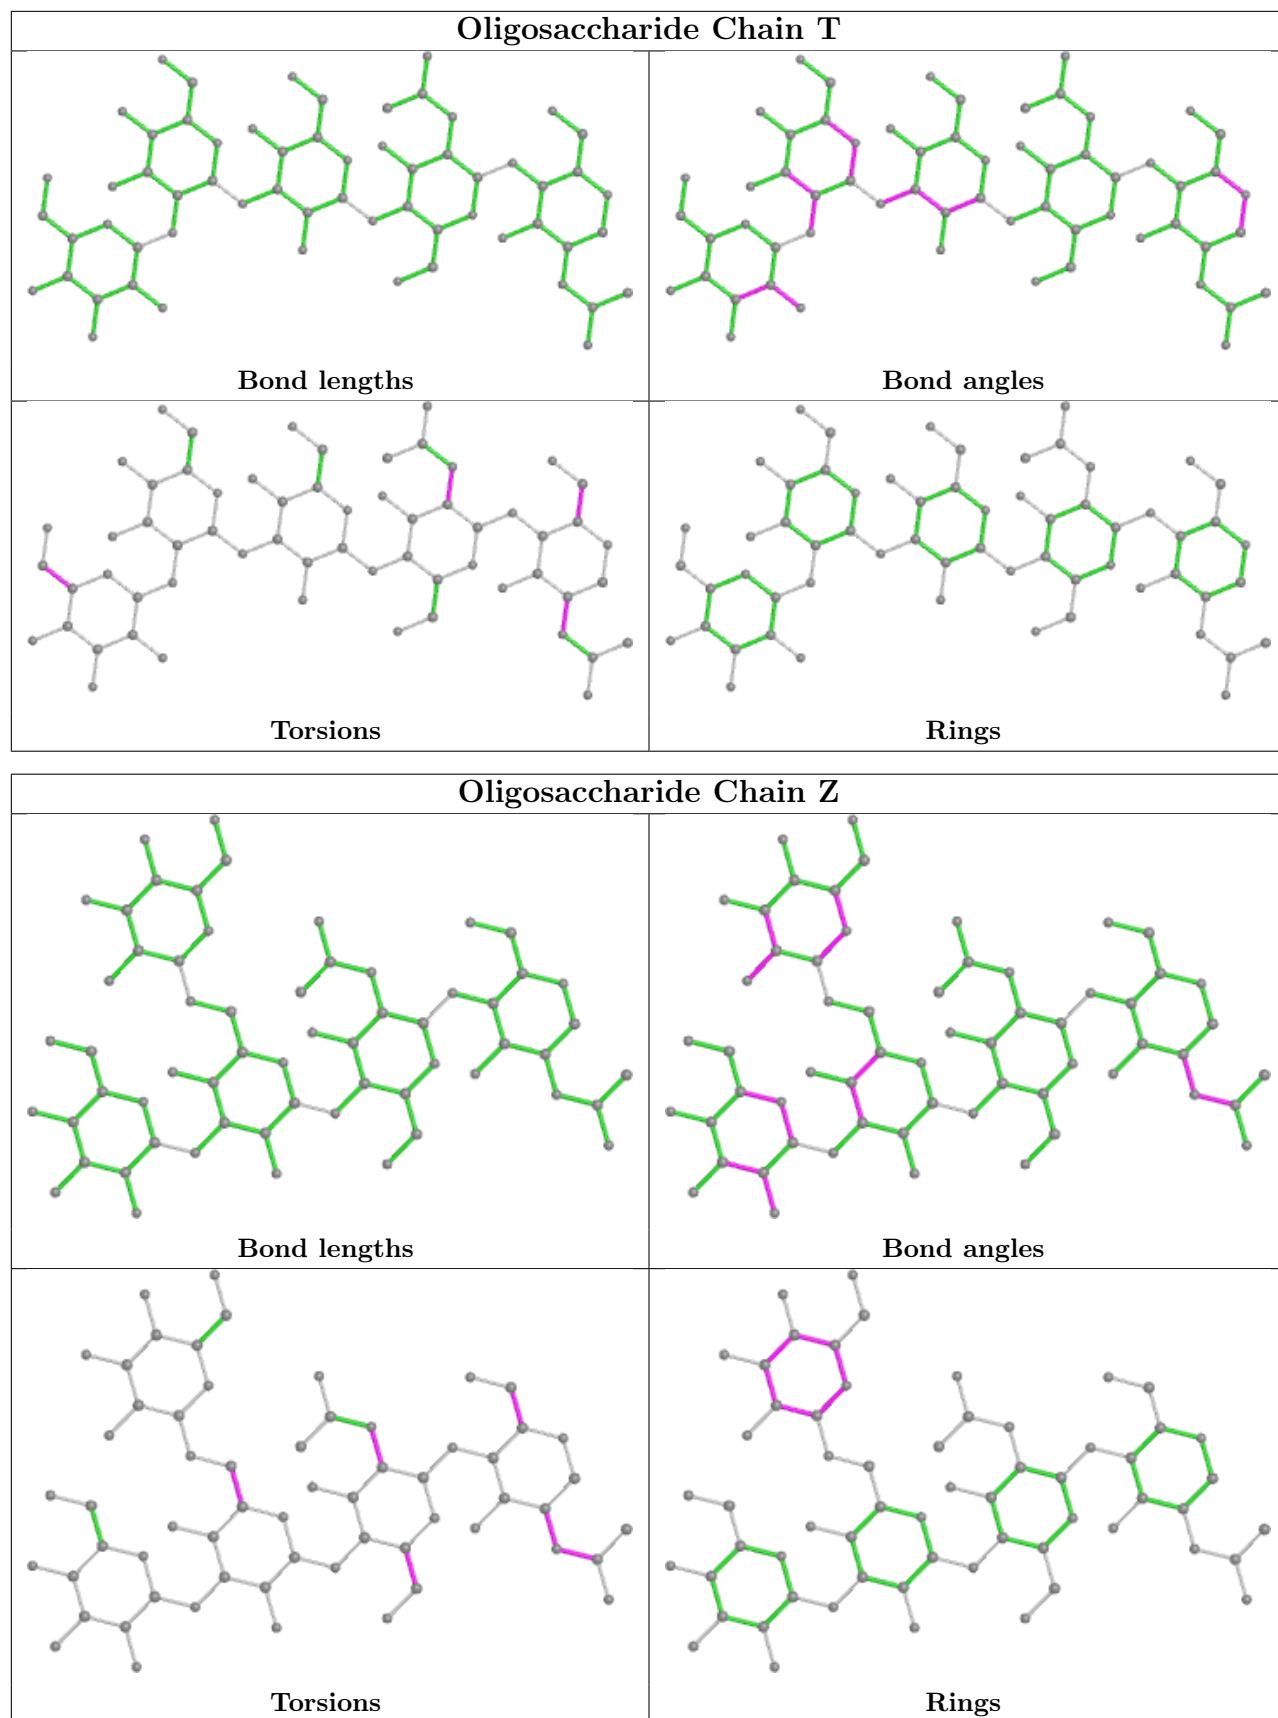 Oligosaccharide Chain T
Bond lengths
Bond angles
Torsions
Rings
Oligosaccharide Chain Z
Bond lengths
Bond angles
Torsions
Rings